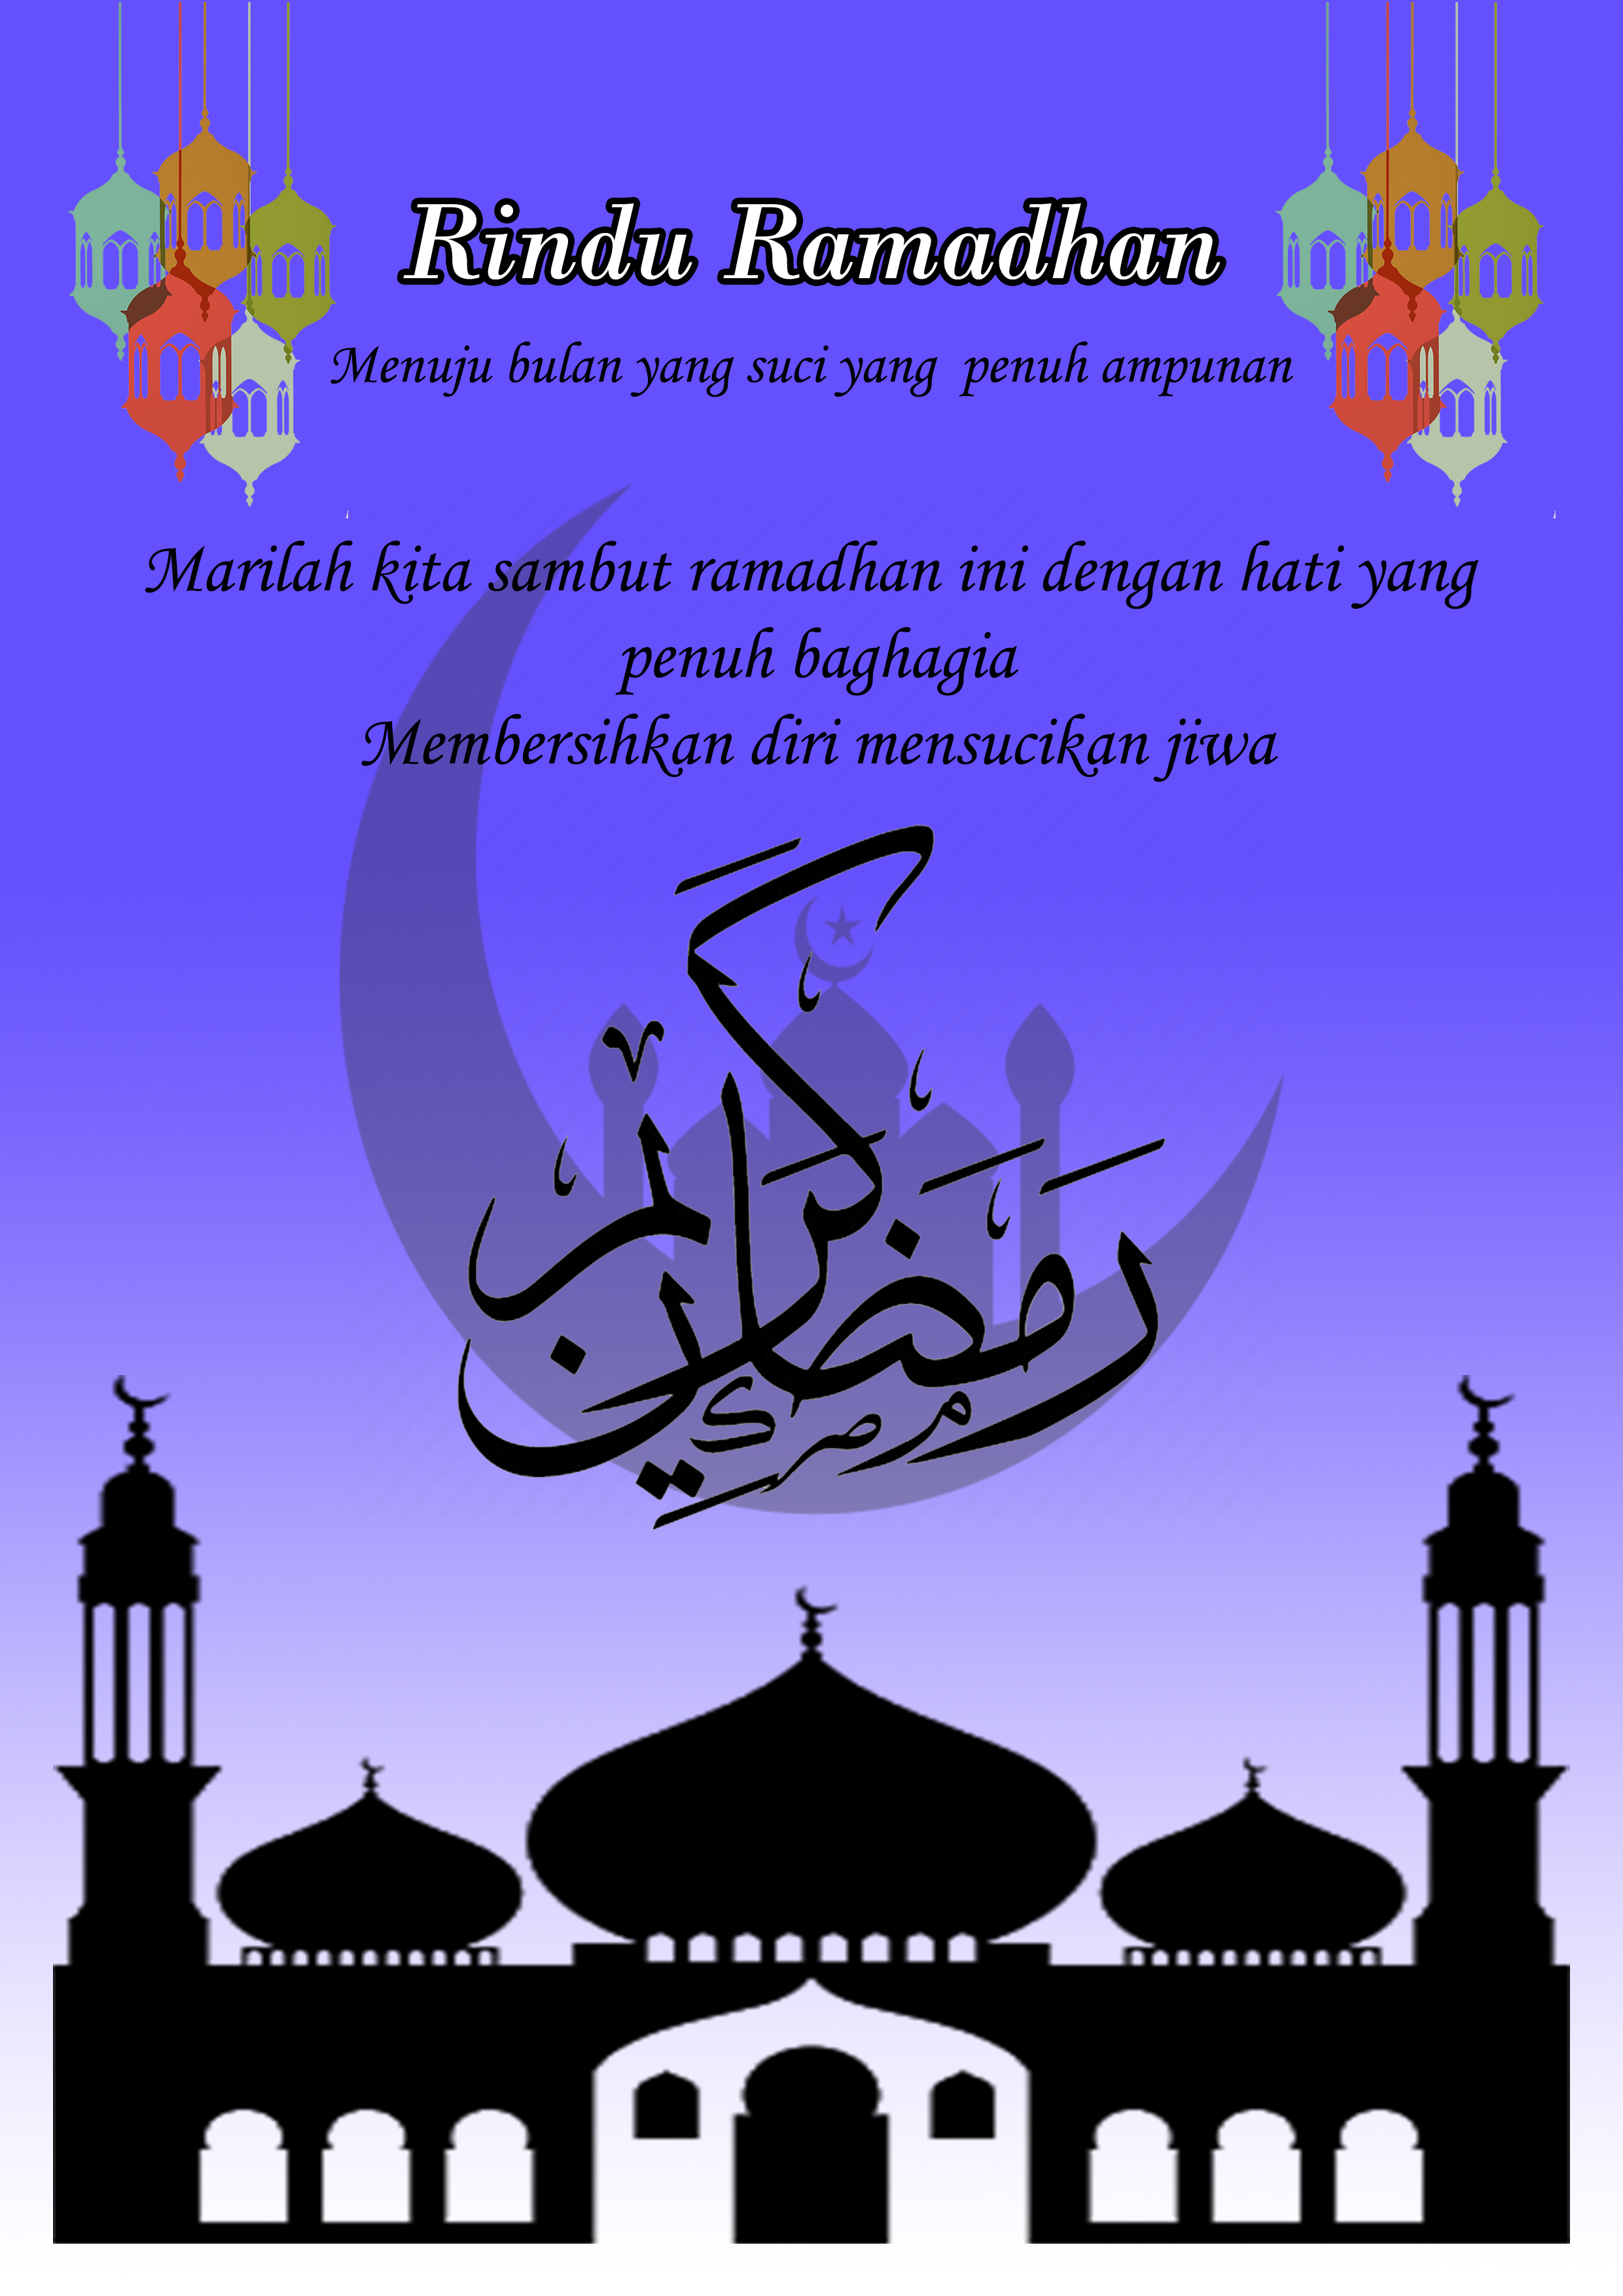 Rindu Ramadhan
Menuju bulan yang suci yang penuh ampunan
Marilah kita sambut ramadhan ini dengan hati yang
penuh baghagia
Membersihkan diri mensucikan jiwa
رمضان كريم